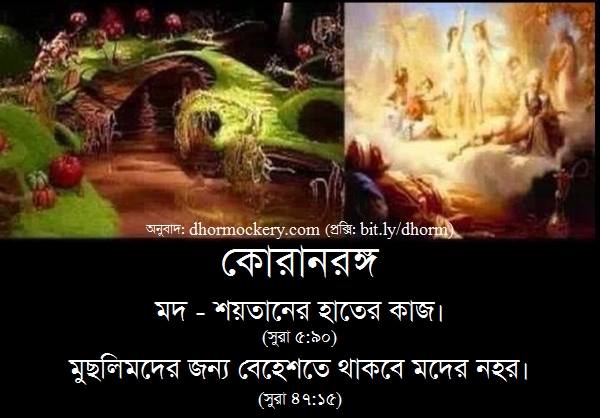 অনুবাদ: dhormockery.com (প্রক্সি: bit.ly/dhorm)
কোরানরঙ্গ
মদ - শয়তানের হাতের কাজ।
(সুরা ৫:৯০)
মুছলিমদের জন্য বেহেশতে থাকবে মদের নহর।
(সুরা ৪৭:১৫)